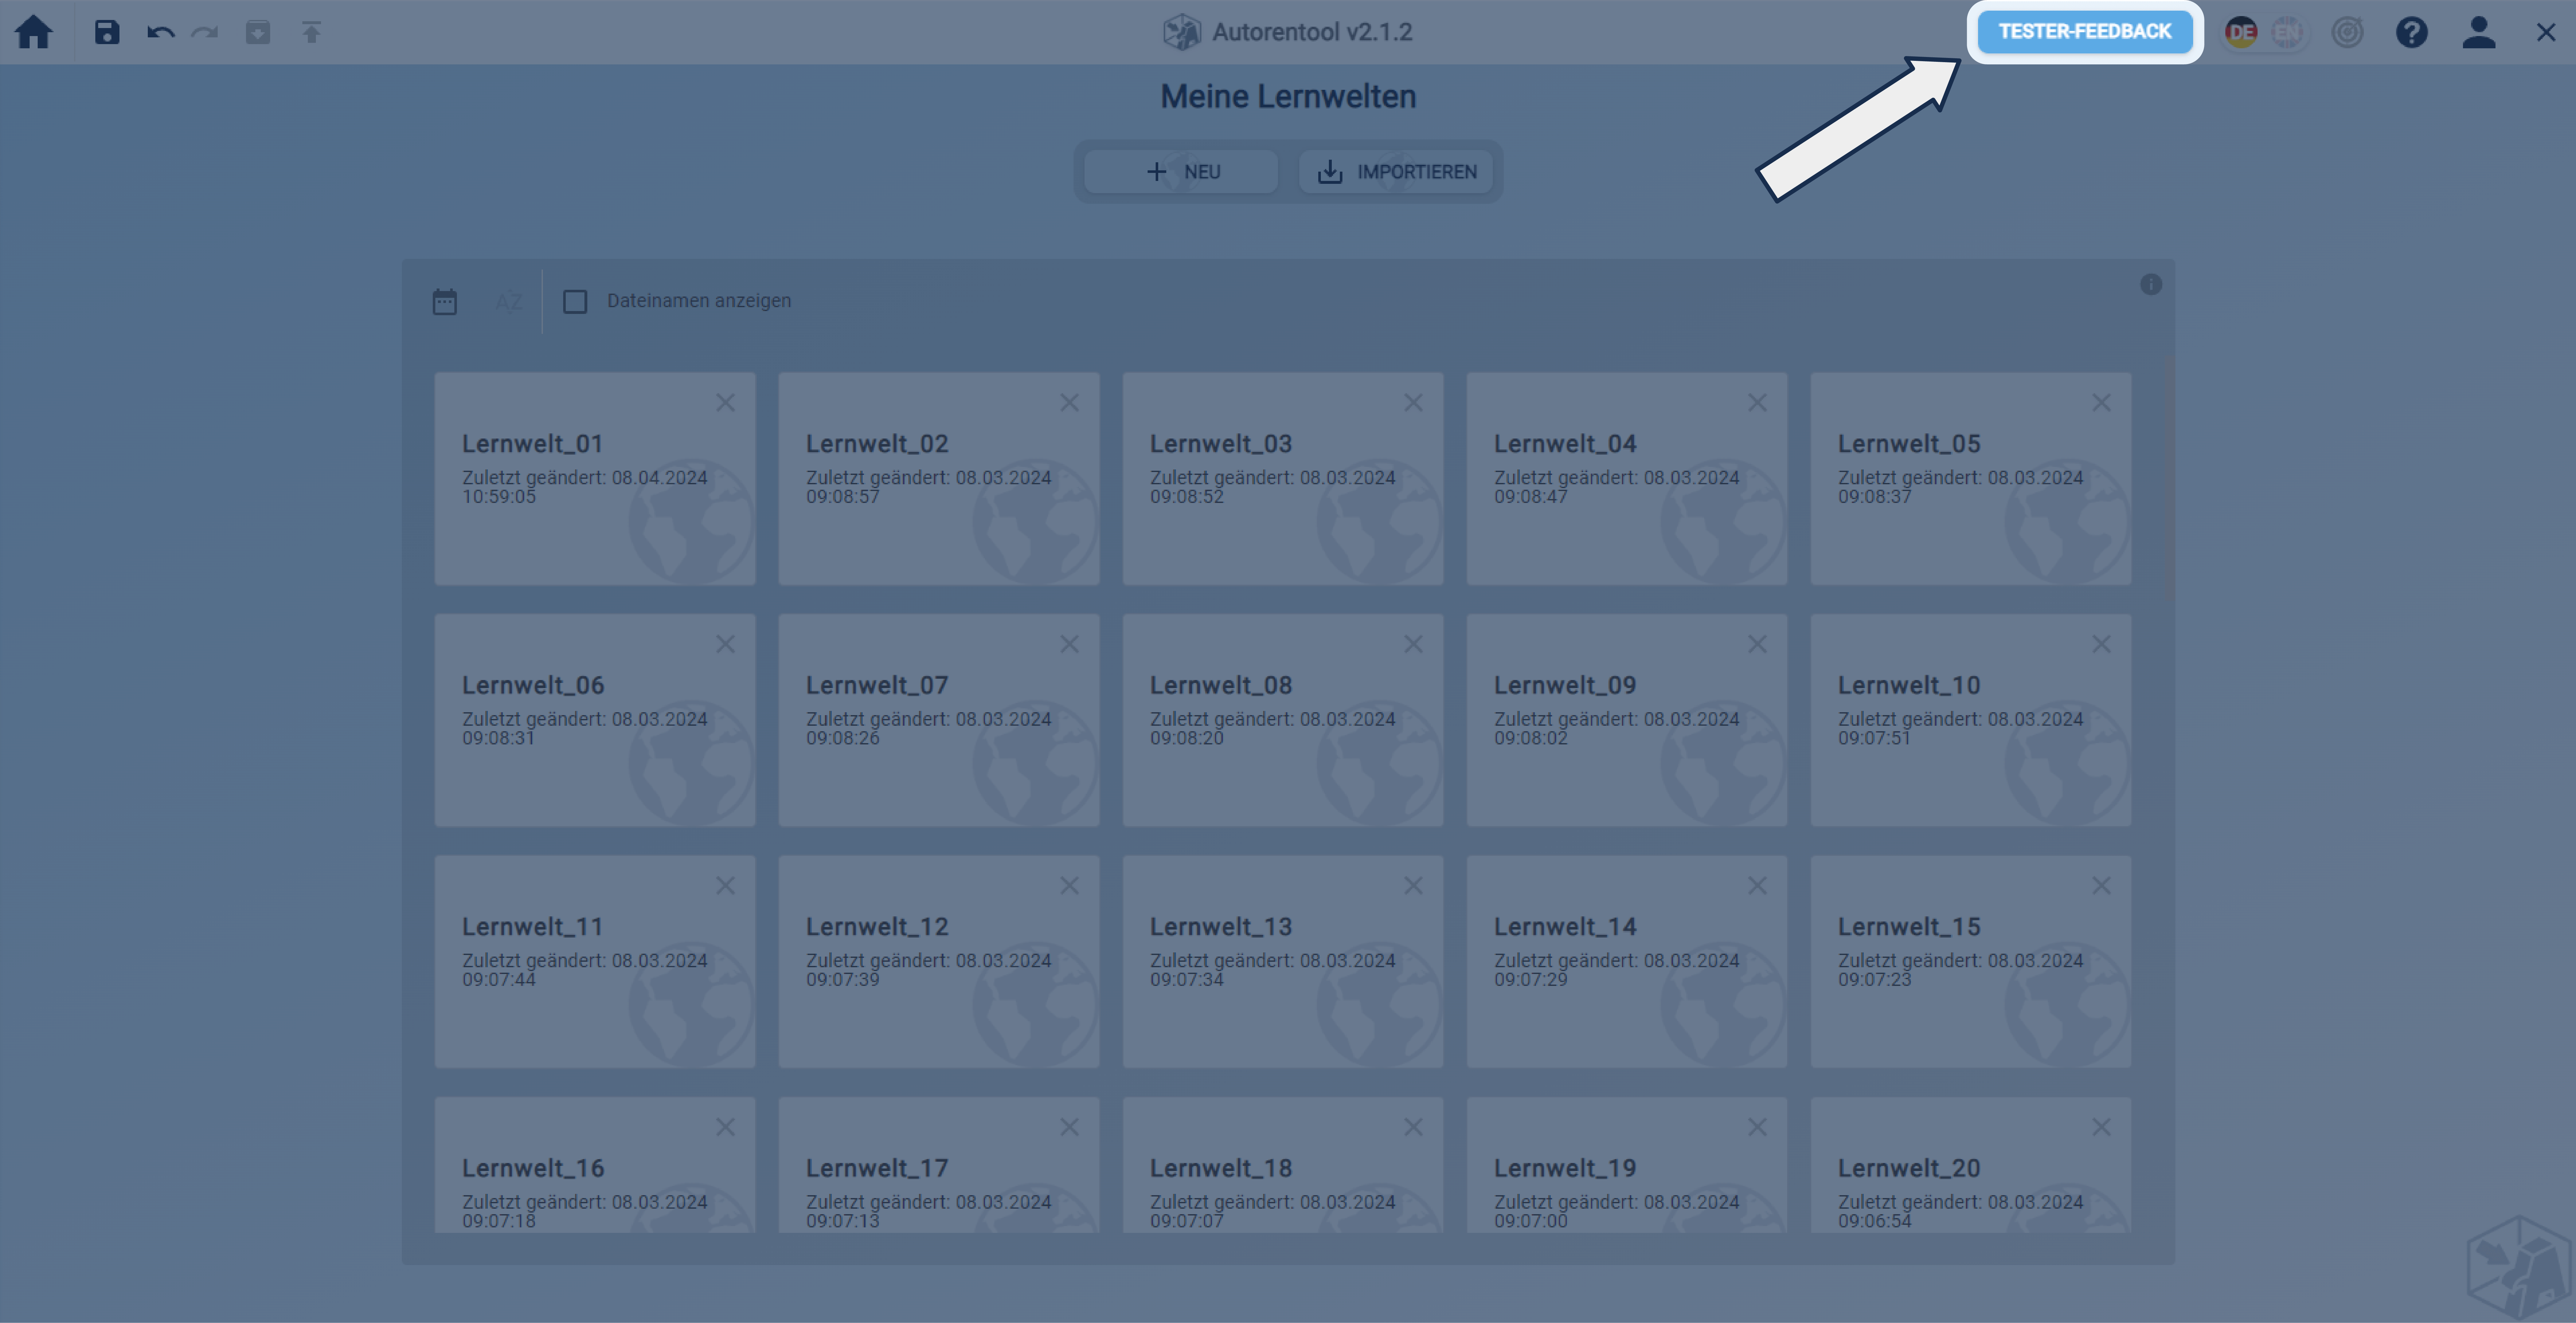 Autorentool v2.1.2
TESTER-FEEDBACK
DE
EN
Meine Lernwelten
NEU
IMPORTIEREN
AZ
Dateinamen anzeigen
Lernwelt_01
Zuletzt geändert: 08.04.2024
10:59:05
Lernwelt_02
Zuletzt geändert: 08.03.2024
09:08:57
Lernwelt_03
Zuletzt geändert: 08.03.2024
09:08:52
Lernwelt_04
Zuletzt geändert: 08.03.2024
09:08:47
Lernwelt_05
Zuletzt geändert: 08.03.2024
09:08:37
Lernwelt_06
Zuletzt geändert: 08.03.2024
09:08:31
Lernwelt_07
Zuletzt geändert: 08.03.2024
09:08:26
Lernwelt_08
Zuletzt geändert: 08.03.2024
09:08:20
Lernwelt_09
Zuletzt geändert: 08.03.2024
09:08:02
Lernwelt_10
Zuletzt geändert: 08.03.2024
09:07:51
Lernwelt_11
Zuletzt geändert: 08.03.2024
09:07:44
Lernwelt_12
Zuletzt geändert: 08.03.2024
09:07:39
Lernwelt_13
Zuletzt geändert: 08.03.2024
09:07:34
Lernwelt_14
Zuletzt geändert: 08.03.2024
09:07:29
Lernwelt_15
Zuletzt geändert: 08.03.2024
09:07:23
Lernwelt_16
Zuletzt geändert: 08.03.2024
09:07:18
Lernwelt_17
Zuletzt geändert: 08.03.2024
09:07:13
Lernwelt_18
Zuletzt geändert: 08.03.2024
09:07:07
Lernwelt_19
Zuletzt geändert: 08.03.2024
09:07:00
Lernwelt_20
Zuletzt geändert: 08.03.2024
09:06:54